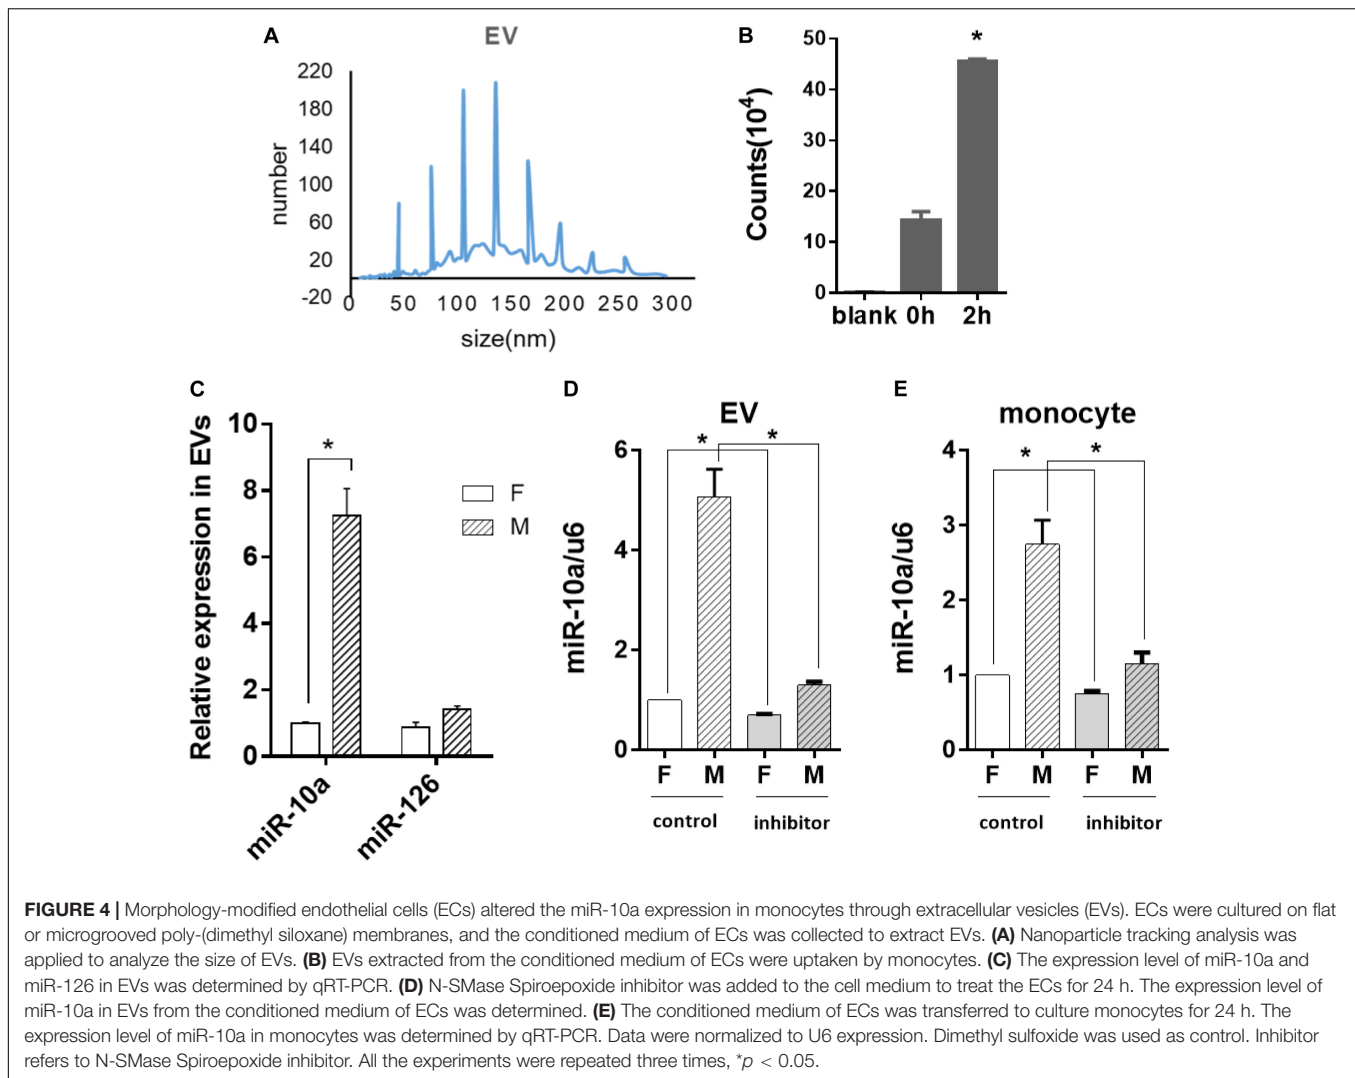 A
EV
220
180
140
100
60
20
-20
number
0 50 100 150 200 250 300
size(nm)
B
*
50
40
30
20
10
0
Counts(10^4)
blank 0h 2h
C
10
8
6
4
2
0
Relative expression in EVs
*
F
M
miR-10a miR-126
D
EV
* *
6
4
2
0
miR-10a/u6
F M F M
control inhibitor
E
monocyte
* *
4
3
2
1
0
miR-10a/u6
F M F M
control inhibitor
FIGURE 4 | Morphology-modified endothelial cells (ECs) altered the miR-10a expression in monocytes through extracellular vesicles (EVs). ECs were cultured on flat
or microgrooved poly-(dimethyl siloxane) membranes, and the conditioned medium of ECs was collected to extract EVs. (A) Nanoparticle tracking analysis was
applied to analyze the size of EVs. (B) EVs extracted from the conditioned medium of ECs were uptaken by monocytes. (C) The expression level of miR-10a and
miR-126 in EVs was determined by qRT-PCR. (D) N-SMase Spiroepoxide inhibitor was added to the cell medium to treat the ECs for 24 h. The expression level of
miR-10a in EVs from the conditioned medium of ECs was determined. (E) The conditioned medium of ECs was transferred to culture monocytes for 24 h. The
expression level of miR-10a in monocytes was determined by qRT-PCR. Data were normalized to U6 expression. Dimethyl sulfoxide was used as control. Inhibitor
refers to N-SMase Spiroepoxide inhibitor. All the experiments were repeated three times, *p < 0.05.